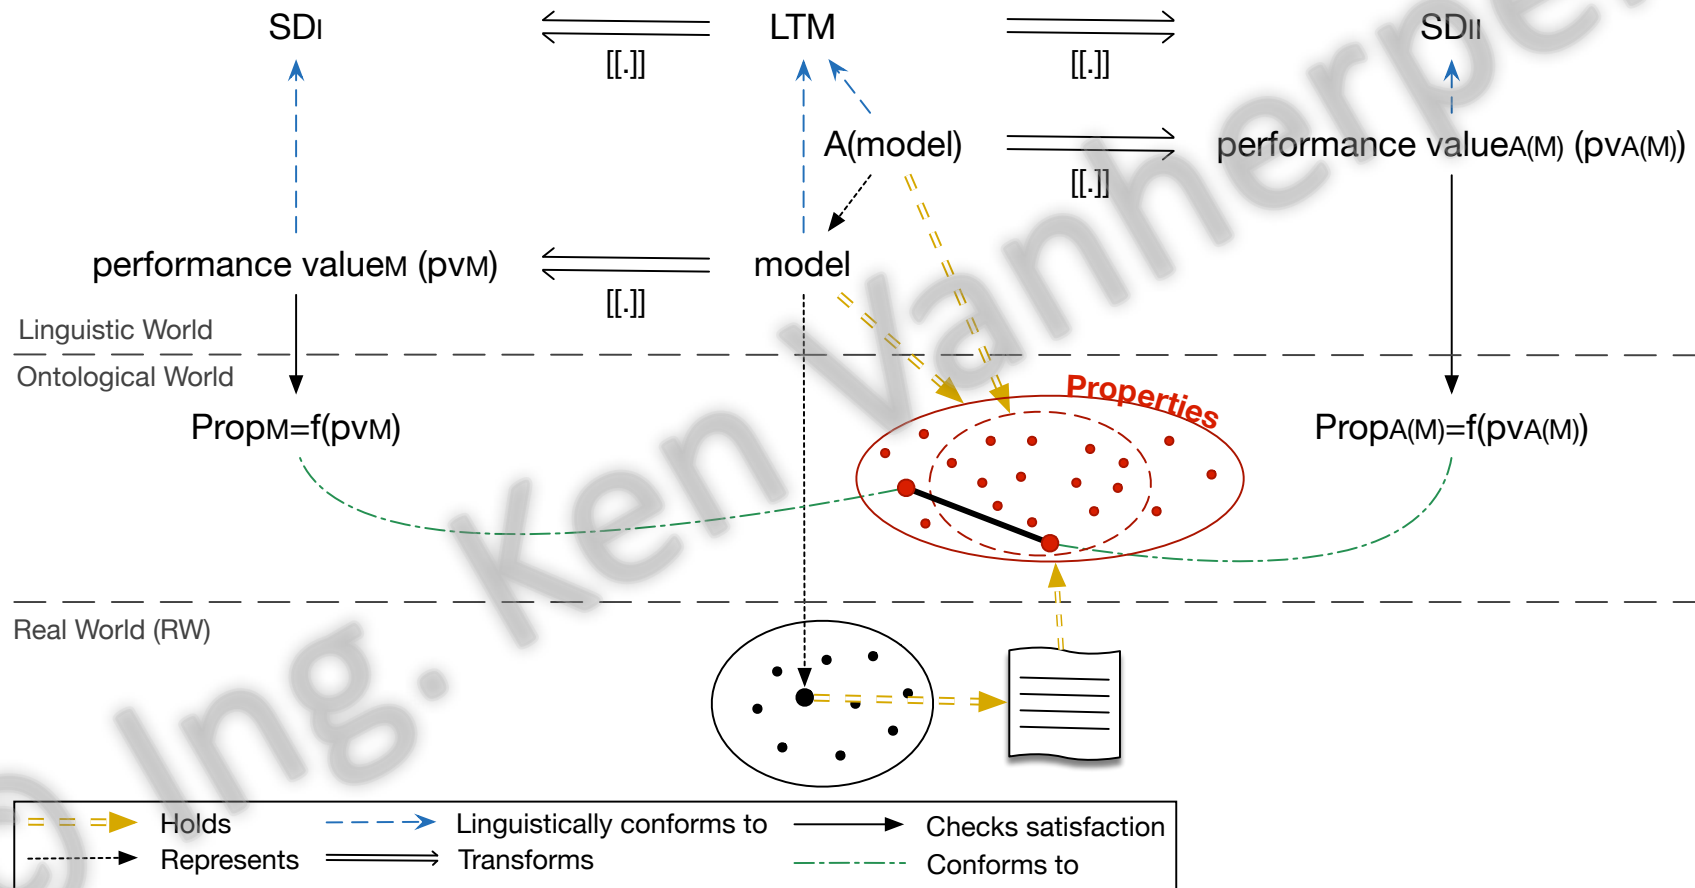 SDI
LTM
SDII
[[.]]
[[.]]
A(model)
performance valueA(M) (pvA(M))
[[.]]
performance valueM (pvM)
model
[[.]]
Linguistic World
Ontological World
Properties
PropM=f(pvM)
PropA(M)=f(pvA(M))
Real World (RW)
Holds
Linguistically conforms to
Checks satisfaction
Represents
Transforms
Conforms to
© Ing. Ken Vanherpe